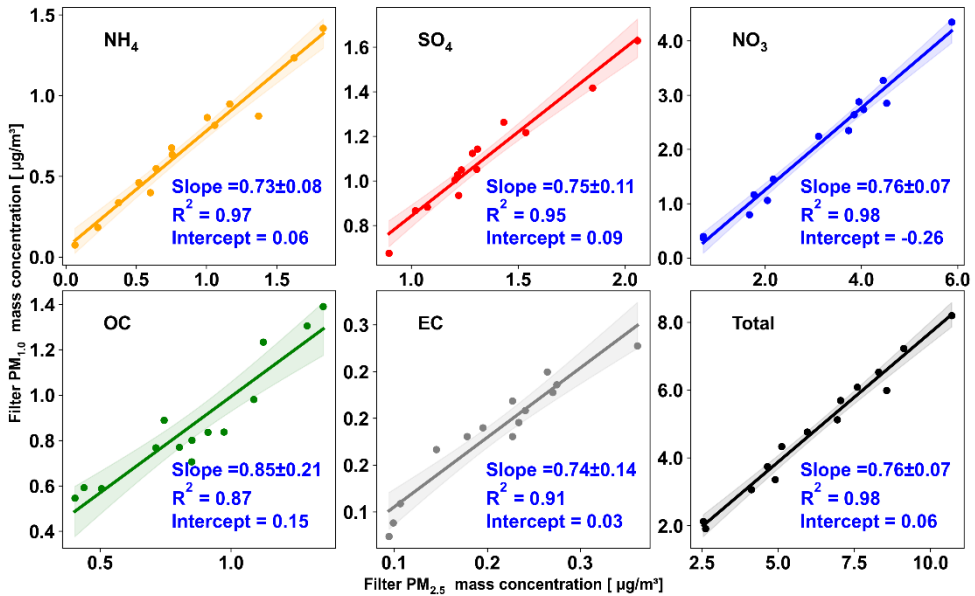 Filter PM1.0 mass concentration [ µg/m³]
NH4
1.5
1.0
0.5
0.0
Slope =0.73±0.08
R2 = 0.97
Intercept = 0.06
0.0 0.5 1.0 1.5
SO4
1.6
1.4
1.2
1.0
0.8
Slope =0.75±0.11
R2 = 0.95
Intercept = 0.09
1.0 1.5 2.0
NO3
4.0
3.0
2.0
1.0
0.0
Slope =0.76±0.07
R2 = 0.98
Intercept = -0.26
2.0 4.0 6.0
OC
1.4
1.2
1.0
0.8
0.6
0.4
Slope =0.85±0.21
R2 = 0.87
Intercept = 0.15
0.5 1.0
EC
0.3
0.2
0.2
0.2
0.1
Slope =0.74±0.14
R2 = 0.91
Intercept = 0.03
0.1 0.2 0.3
Total
8.0
6.0
4.0
2.0
Slope =0.76±0.07
R2 = 0.98
Intercept = 0.06
2.5 5.0 7.5 10.0
Filter PM2.5 mass concentration [ µg/m³]